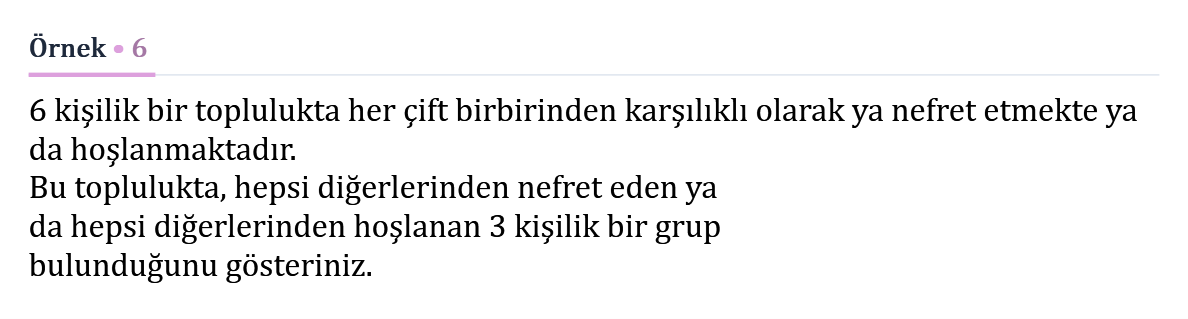 Örnek • 6
6 kişilik bir toplulukta her çift birbirinden karşılıklı olarak ya nefret etmekte ya
da hoşlanmaktadır.
Bu toplulukta, hepsi diğerlerinden nefret eden ya
da hepsi diğerlerinden hoşlanan 3 kişilik bir grup
bulunduğunu gösteriniz.